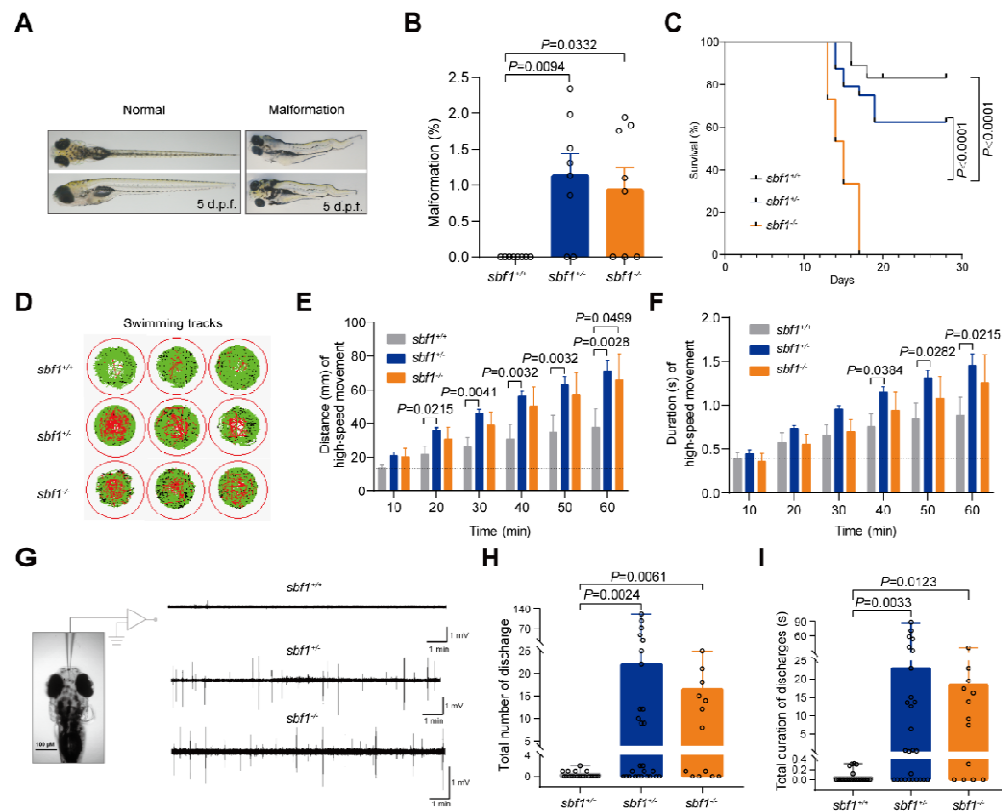 A
Normal
Malformation
5 d.p.f.
5 d.p.f.
B
P=0.0332
P=0.0094
Malformation (%)
2.5
2.0
1.5
1.0
0.5
0.0
sbf1+/+
sbf1+/-
sbf1-/-
C
Survival (%)
100
80
60
40
20
0
0
10
20
30
Days
sbf1+/+
sbf1+/-
sbf1-/-
P<0.0001
P<0.0001
D
Swimming tracks
sbf1+/+
sbf1+/-
sbf1-/-
E
Distance (mm) of
high-speed movement
100
80
60
40
20
0
sbf1+/+
sbf1+/-
sbf1-/-
P=0.0215
P=0.0041
P=0.0032
P=0.0032
P=0.0499
P=0.0028
10
20
30
40
50
60
Time (min)
F
Duration (s) of
high-speed movement
2.0
1.5
1.0
0.5
0.0
sbf1+/+
sbf1+/-
sbf1-/-
P=0.0384
P=0.0282
P=0.0215
10
20
30
40
50
60
Time (min)
G
100 μM
sbf1+/+
1 mV
1 min
sbf1+/-
1 mV
1 min
sbf1-/-
1 mV
1 min
H
P=0.0061
P=0.0024
Total number of discharge
140
70
25
20
15
10
5
1
0
sbf1+/-
sbf1+/-
sbf1-/-
I
P=0.0123
P=0.0033
Total duration of discharges (s)
90
60
25
20
15
10
5
0.4
0.2
0.0
sbf1+/+
sbf1+/-
sbf1-/-